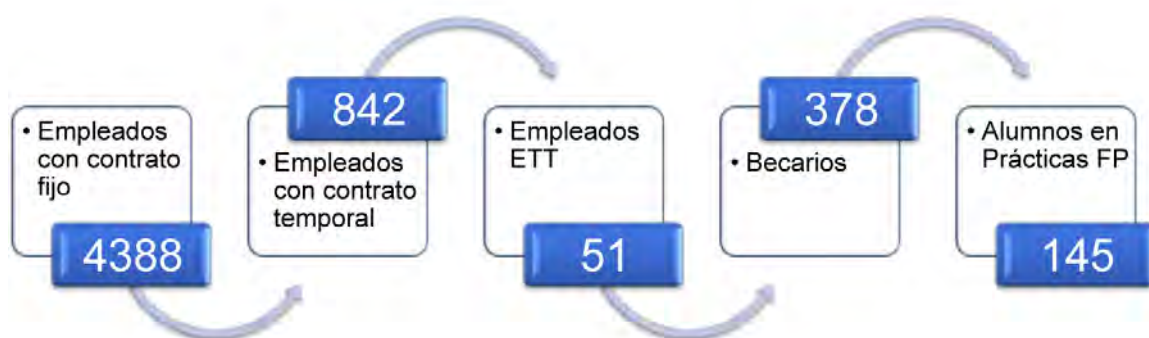 • Empleados
con contrato
fijo
4388
842
• Empleados
con contrato
temporal
• Empleados
ETT
51
378
• Becarios
• Alumnos en
Prácticas FP
145